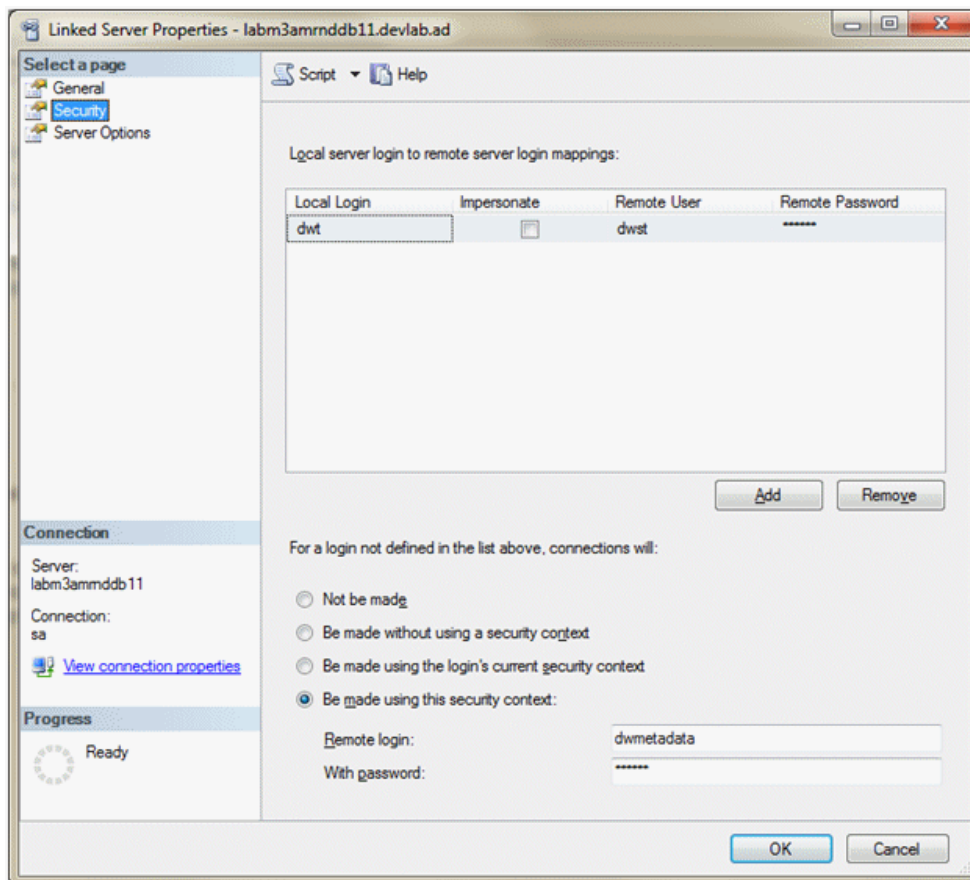 Linked Server Properties - labm3amrnddb11.devlab.ad
Select a page
General
Security
Server Options
Script
Help
Local server login to remote server login mappings:
Local Login Impersonate Remote User Remote Password
dwt dwst ******
Add Remove
Connection
Server:
labm3amrnddb11
Connection:
sa
View connection properties
Progress
Ready
For a login not defined in the list above, connections will:
Not be made
Be made without using a security context
Be made using the login's current security context
Be made using this security context:
Remote login: dwmetadata
With password: ******
OK Cancel